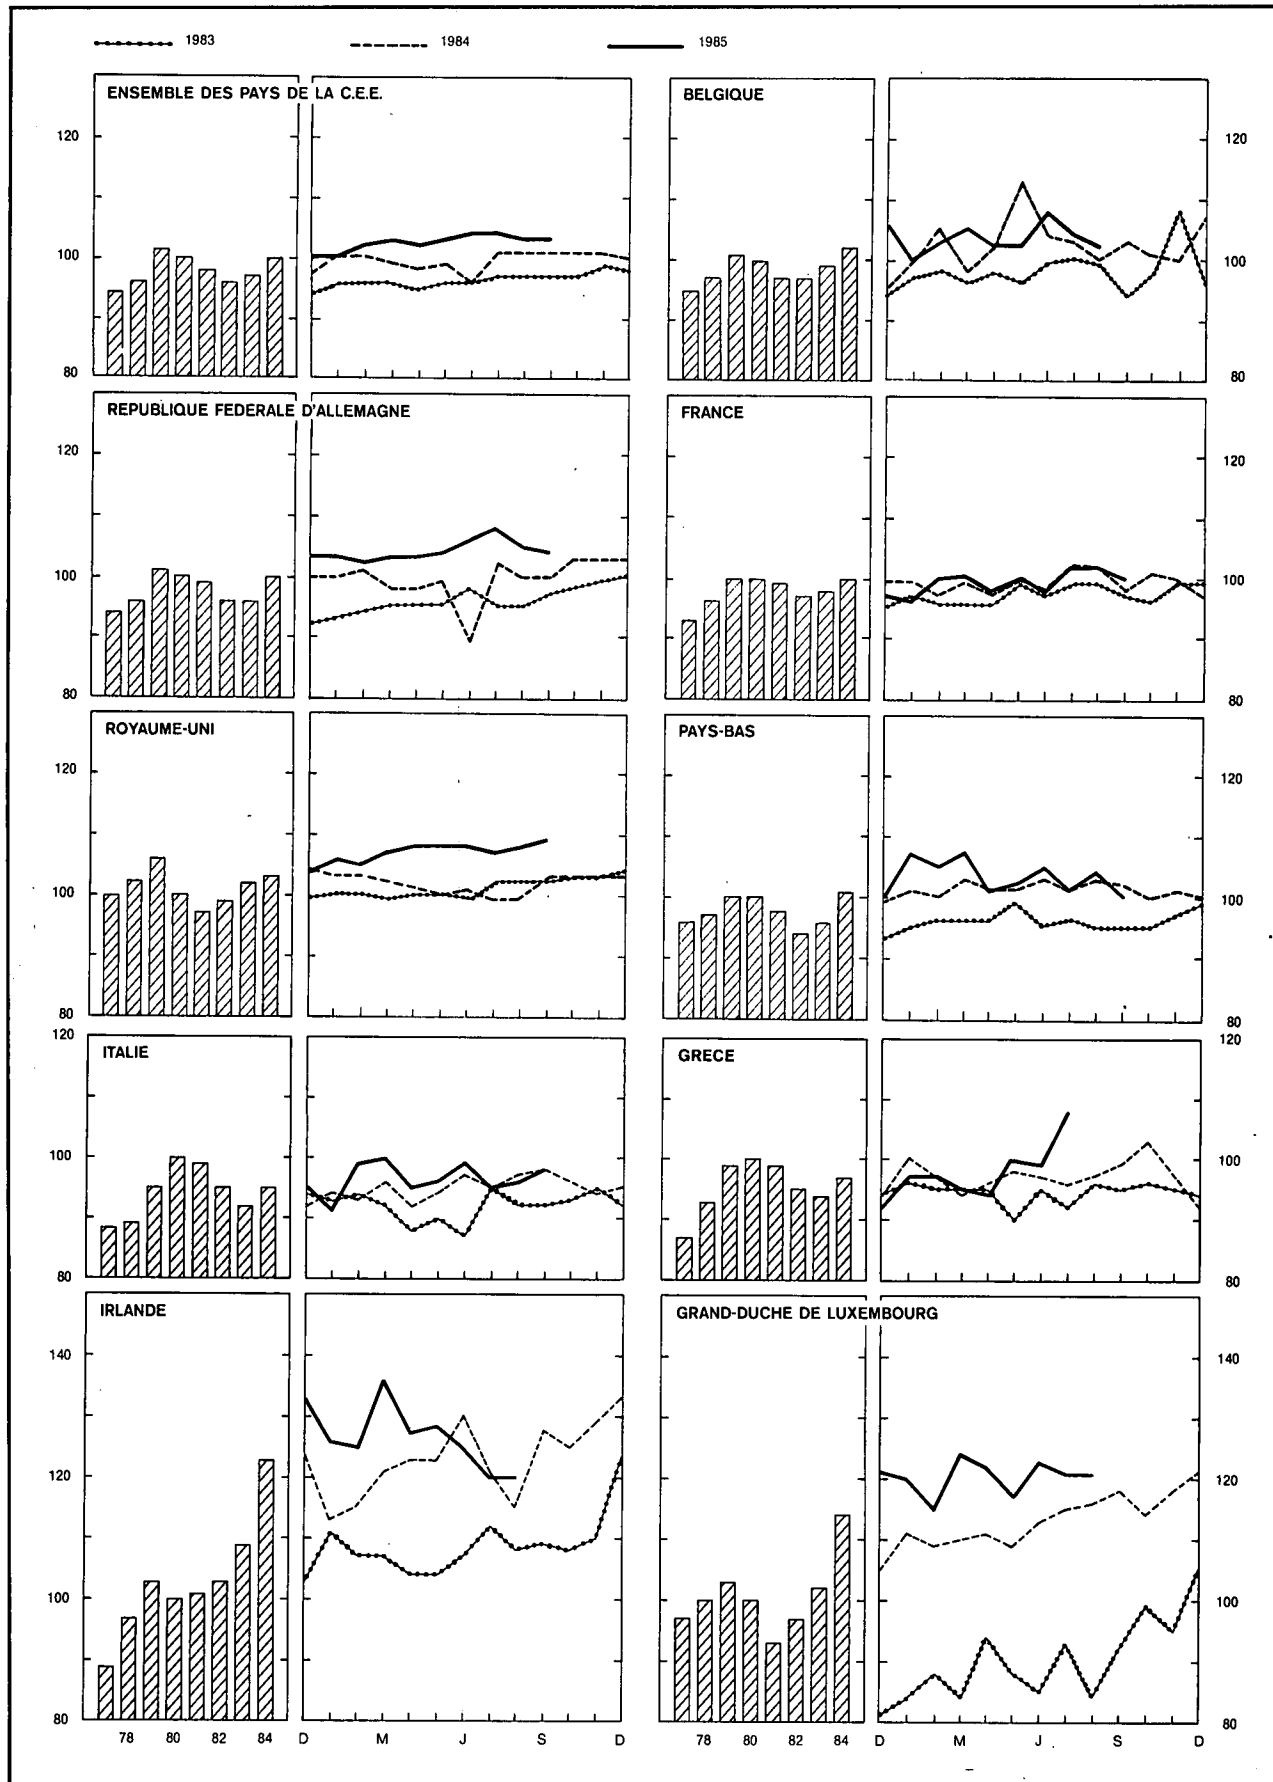 1983 1984 1985
ENSEMBLE DES PAYS DE LA C.E.E. BELGIQUE
120 120
100 100
80 80
REPUBLIQUE FEDERALE D'ALLEMAGNE FRANCE
120 120
100 100
80 80
ROYAUME-UNI PAYS-BAS
120 120
100 100
80 80
120 120
ITALIE GRECE
100 100
80 80
IRLANDE GRAND-DUCHE DE LUXEMBOURG
140 140
120 120
100 100
80 80
78 80 82 84 D M J S D 78 80 82 84 D M J S D